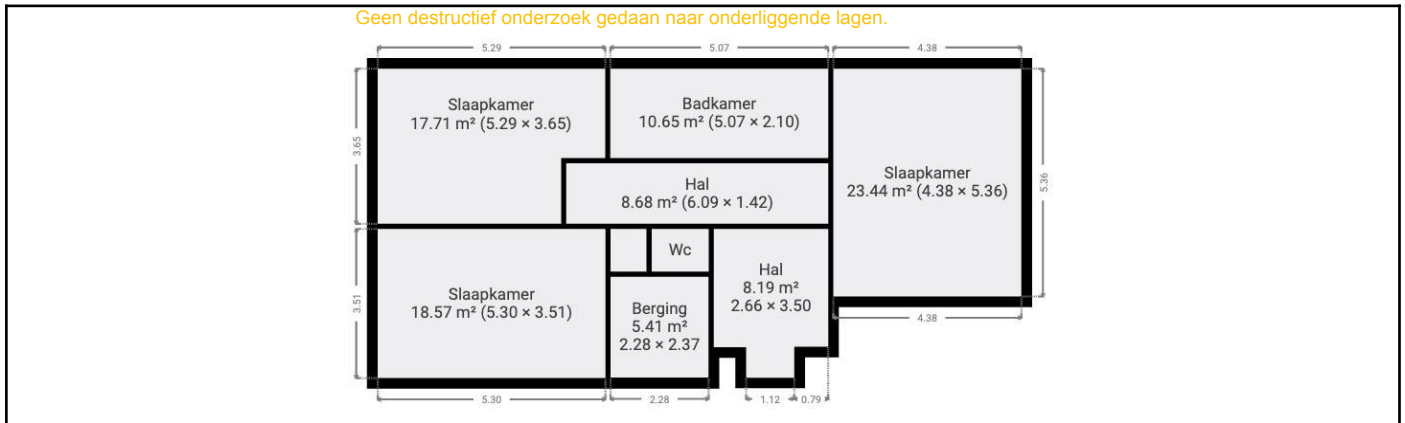 Geen destructief onderzoek gedaan naar onderliggende lagen.
5.29
5.07
4.38
3.65
Slaapkamer
17.71 m² (5.29 × 3.65)
Badkamer
10.65 m² (5.07 × 2.10)
Slaapkamer
23.44 m² (4.38 × 5.36)
5.36
Hal
8.68 m² (6.09 × 1.42)
3.51
Slaapkamer
18.57 m² (5.30 × 3.51)
Wc
Berging
5.41 m²
2.28 × 2.37
Hal
8.19 m²
2.66 × 3.50
4.38
5.30
2.28
1.12
0.79